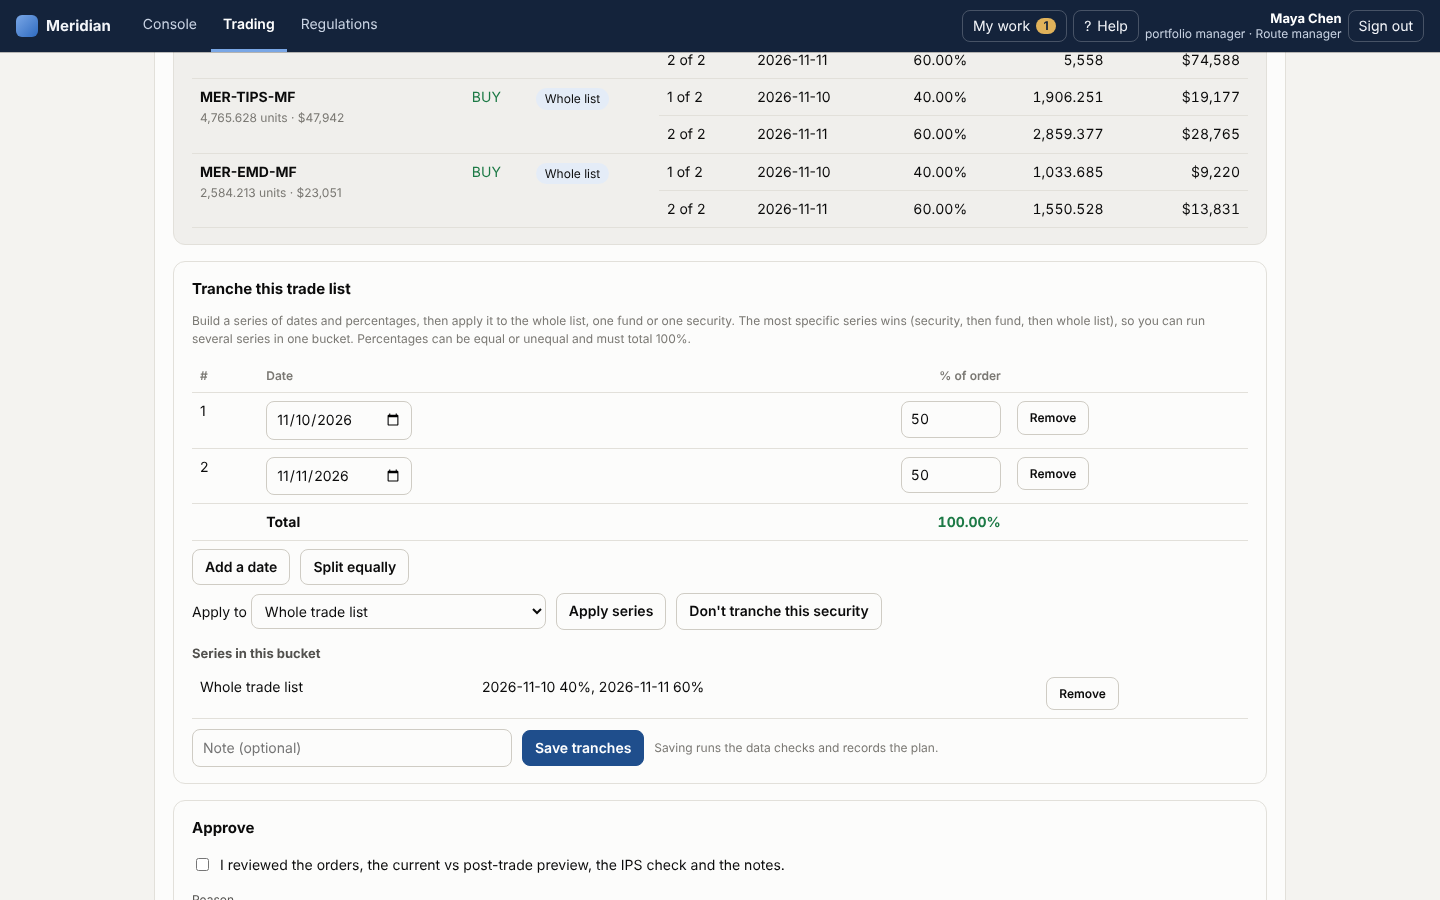 Meridian Console Trading Regulations My work 1 ? Help Maya Chen Sign out
portfolio manager · Route manager
2 of 2 2026-11-11 60.00% 5,558 $74,588
MER-TIPS-MF BUY Whole list 1 of 2 2026-11-10 40.00% 1,906.251 $19,177
4,765.628 units · $47,942
2 of 2 2026-11-11 60.00% 2,859.377 $28,765
MER-EMD-MF BUY Whole list 1 of 2 2026-11-10 40.00% 1,033.685 $9,220
2,584.213 units · $23,051
2 of 2 2026-11-11 60.00% 1,550.528 $13,831
Tranche this trade list
Build a series of dates and percentages, then apply it to the whole list, one fund or one security. The most specific series wins (security, then fund, then whole list), so you can run
several series in one bucket. Percentages can be equal or unequal and must total 100%.
# Date % of order
1 11/10/2026 50 Remove
2 11/11/2026 50 Remove
Total 100.00%
Add a date Split equally
Apply to Whole trade list Apply series Don't tranche this security
Series in this bucket
Whole trade list 2026-11-10 40%, 2026-11-11 60% Remove
Note (optional) Save tranches Saving runs the data checks and records the plan.
Approve
I reviewed the orders, the current vs post-trade preview, the IPS check and the notes.
Reason